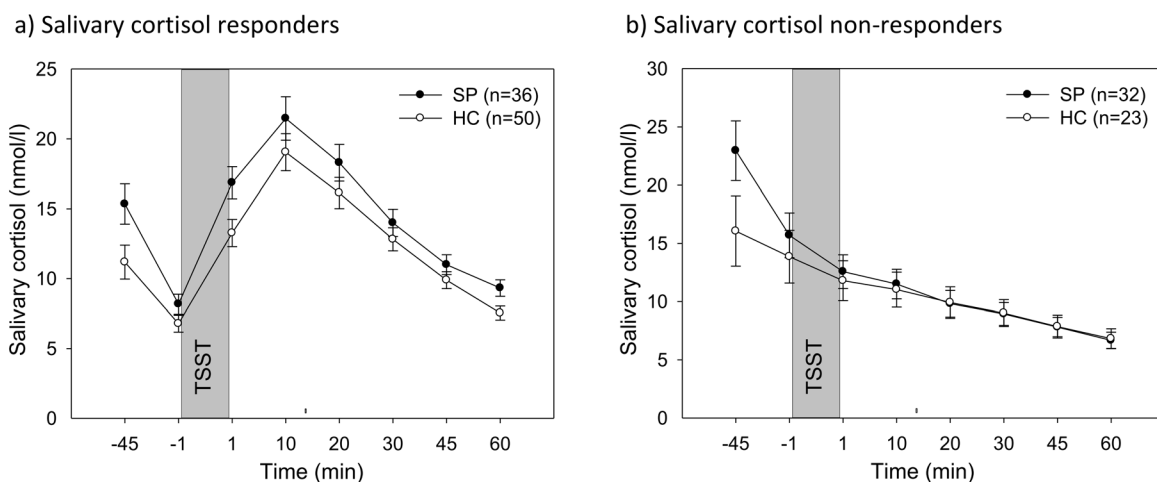 a) Salivary cortisol responders
25
20
15
10
5
0
Salivary cortisol (nmol/l)
TSST
SP (n=36)
HC (n=50)
-45 -1 1 10 20 30 45 60
Time (min)
b) Salivary cortisol non-responders
30
25
20
15
10
5
0
Salivary cortisol (nmol/l)
TSST
SP (n=32)
HC (n=23)
-45 -1 1 10 20 30 45 60
Time (min)